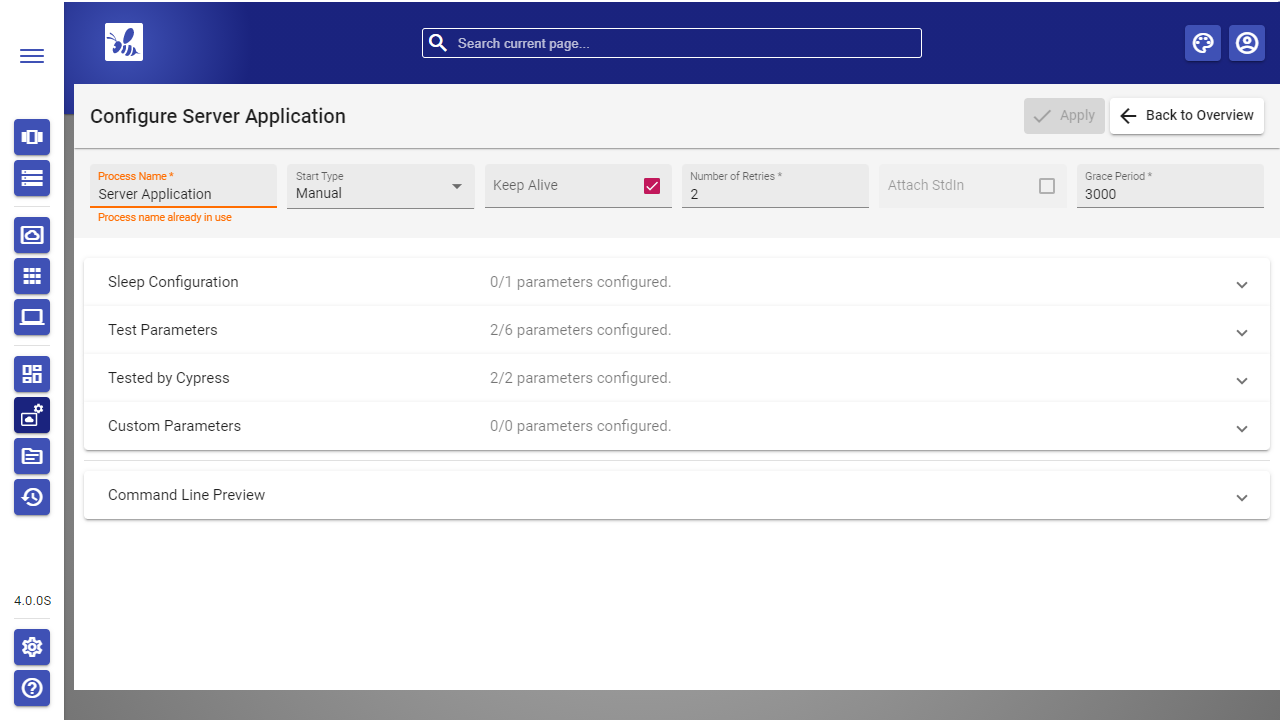 Search current page...
Configure Server Application
Apply
Back to Overview
Process Name *
Server Application
Process name already in use
Start Type
Manual
Keep Alive
Number of Retries *
2
Attach StdIn
Grace Period *
3000
Sleep Configuration 0/1 parameters configured.
Test Parameters 2/6 parameters configured.
Tested by Cypress 2/2 parameters configured.
Custom Parameters 0/0 parameters configured.
Command Line Preview
4.0.0S